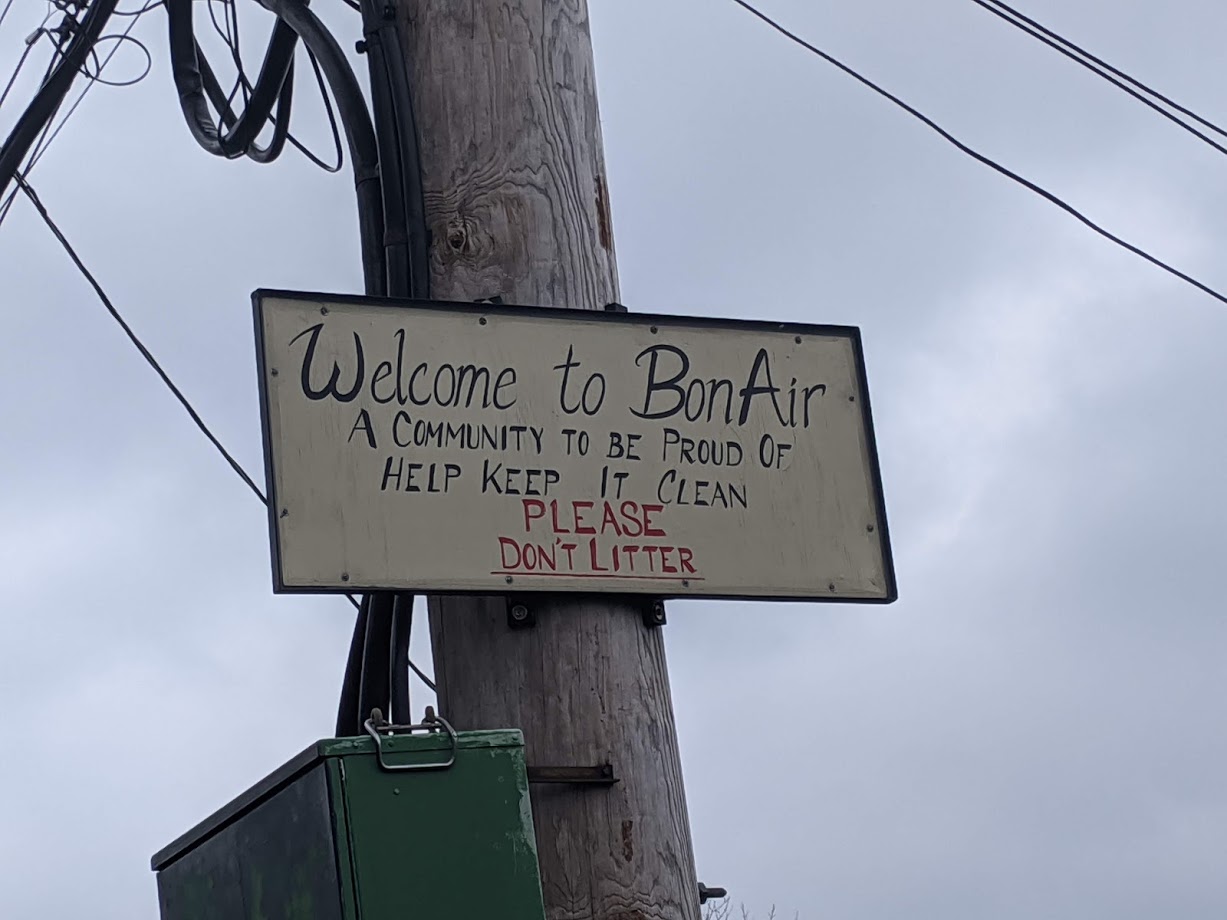 Welcome to BonAir
A COMMUNITY TO BE PROUD OF
HELP KEEP IT CLEAN
PLEASE
DON'T LITTER